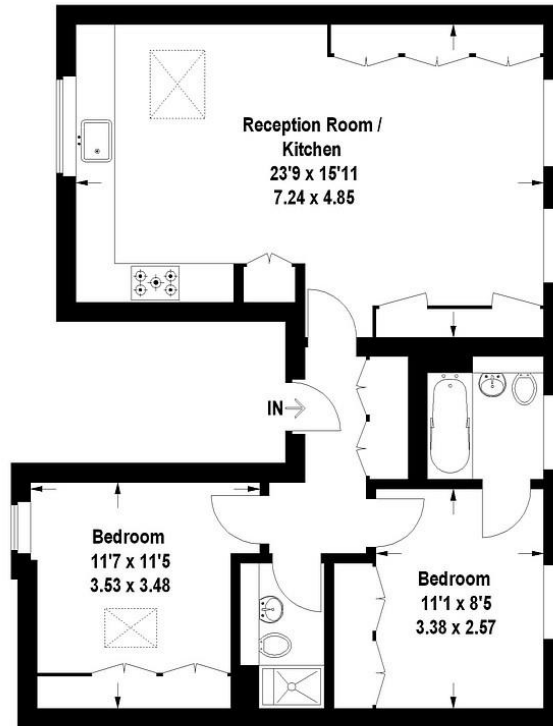 Reception Room /
Kitchen
23'9 x 15'11
7.24 x 4.85
IN
Bedroom
11'7 x 11'5
3.53 x 3.48
Bedroom
11'1 x 8'5
3.38 x 2.57